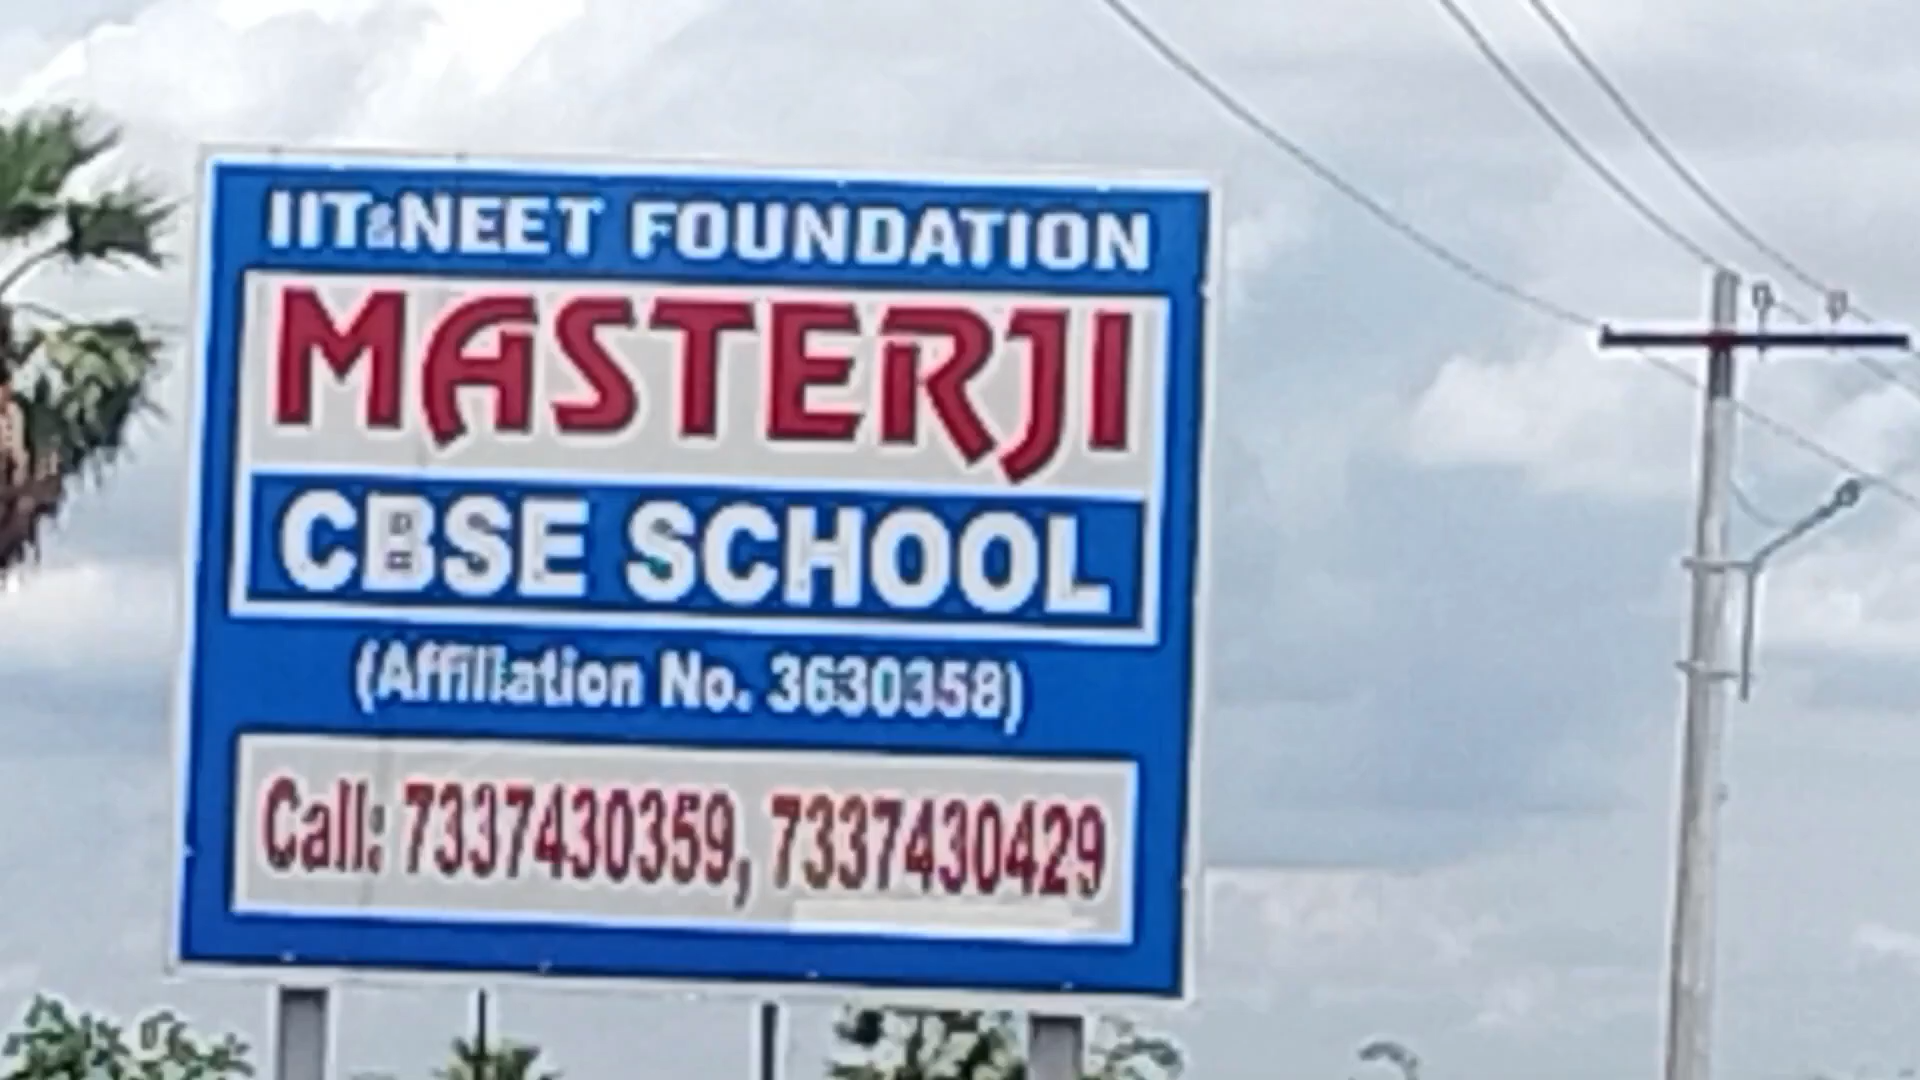 IIT&NEET FOUNDATION
MASTERJI
CBSE SCHOOL
(Affiliation No. 3630358)
Call: 7337430359, 7337430429